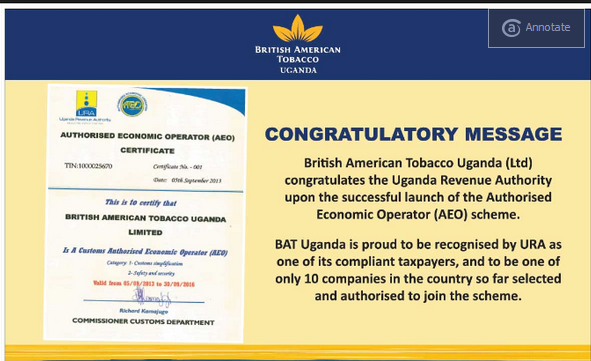 Annotate
BRITISH AMERICAN
TOBACCO
UGANDA
URA
Uganda Revenue Authority
AUTHORISED ECONOMIC OPERATOR (AEO)
CERTIFICATE
TIN:1000025670
Certificate No. - 001
Date: 05th September 2013
This is to certify that
BRITISH AMERICAN TOBACCO UGANDA
LIMITED
Is A Customs Authorised Economic Operator (AEO)
Category: 1- Customs simplification
2- Safety and security
Valid from 05/09/2013 to 30/09/2016
Richard Kamajugo
COMMISSIONER CUSTOMS DEPARTMENT
CONGRATULATORY MESSAGE
British American Tobacco Uganda (Ltd)
congratulates the Uganda Revenue Authority
upon the successful launch of the Authorised
Economic Operator (AEO) scheme.
BAT Uganda is proud to be recognised by URA as
one of its compliant taxpayers, and to be one of
only 10 companies in the country so far selected
and authorised to join the scheme.